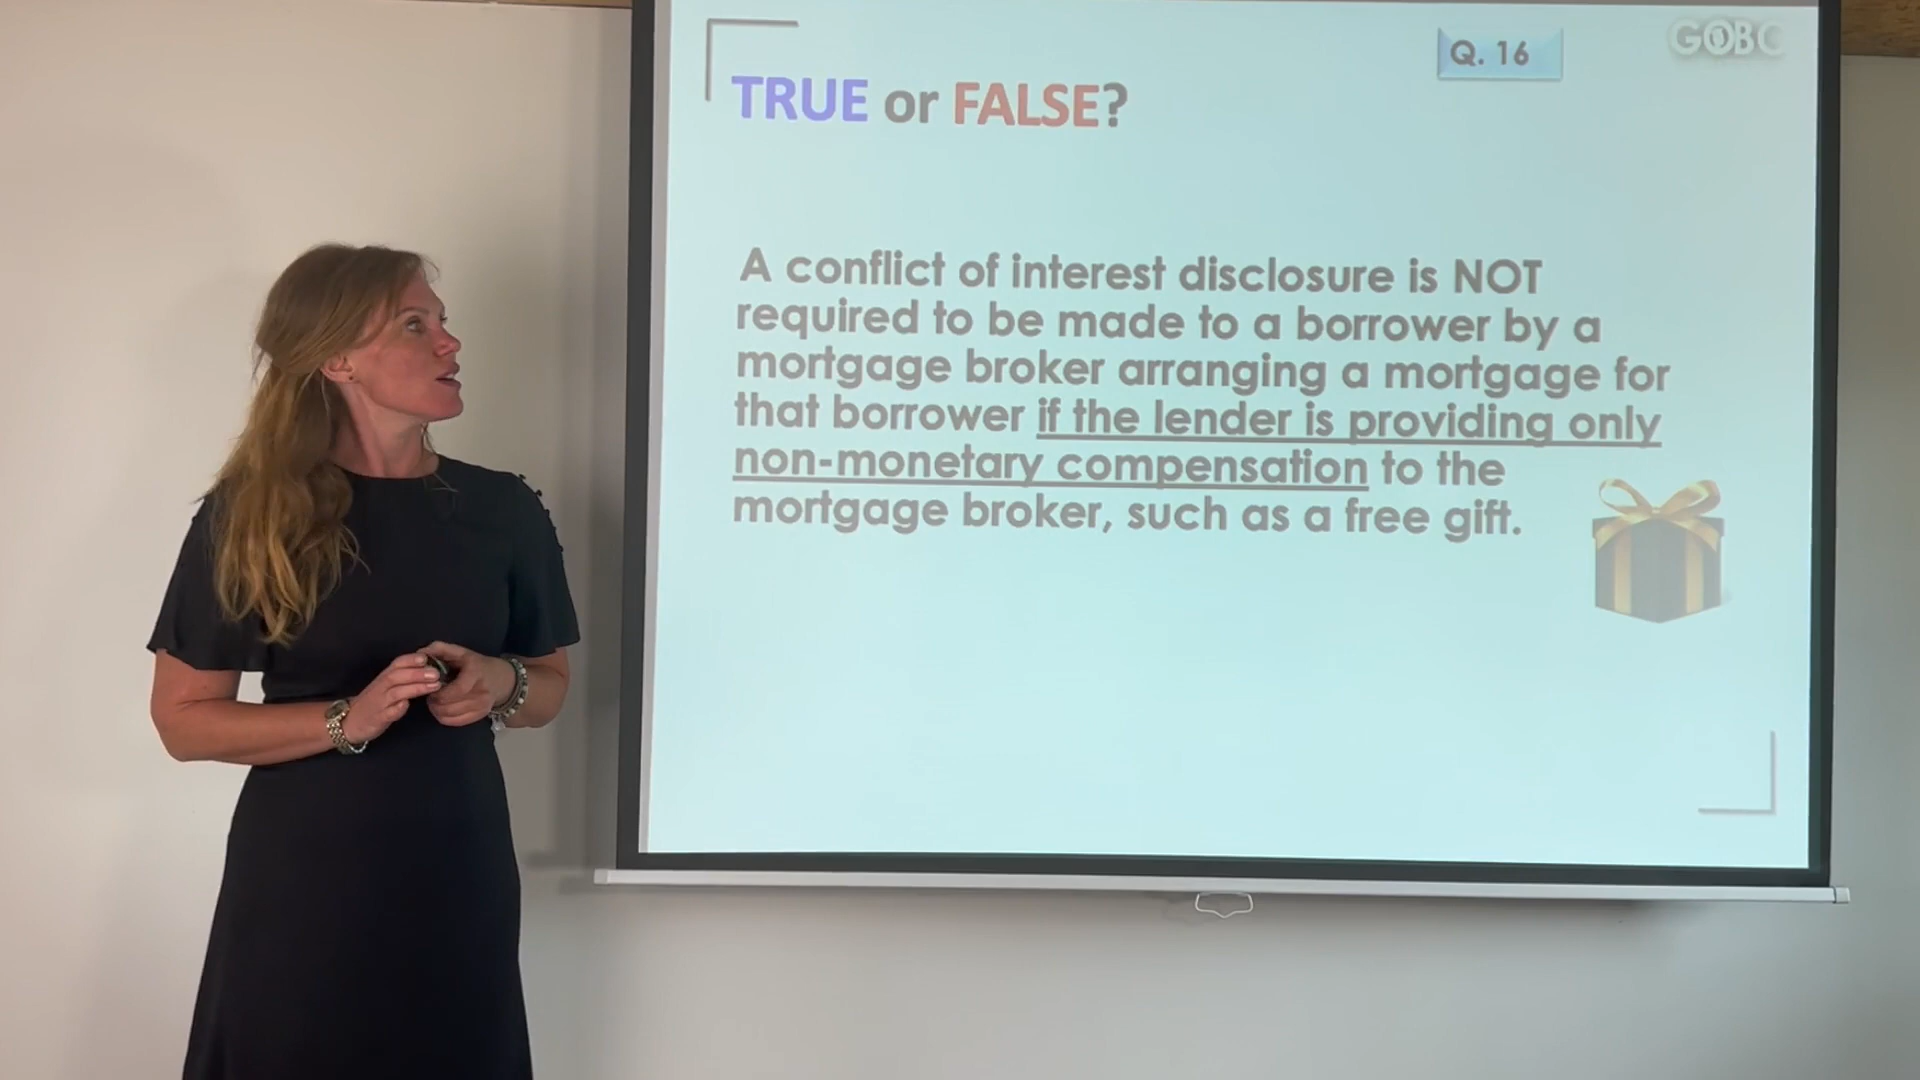 Q. 16
GOBC
TRUE or FALSE?
A conflict of interest disclosure is NOT
required to be made to a borrower by a
mortgage broker arranging a mortgage for
that borrower if the lender is providing only
non-monetary compensation to the
mortgage broker, such as a free gift.